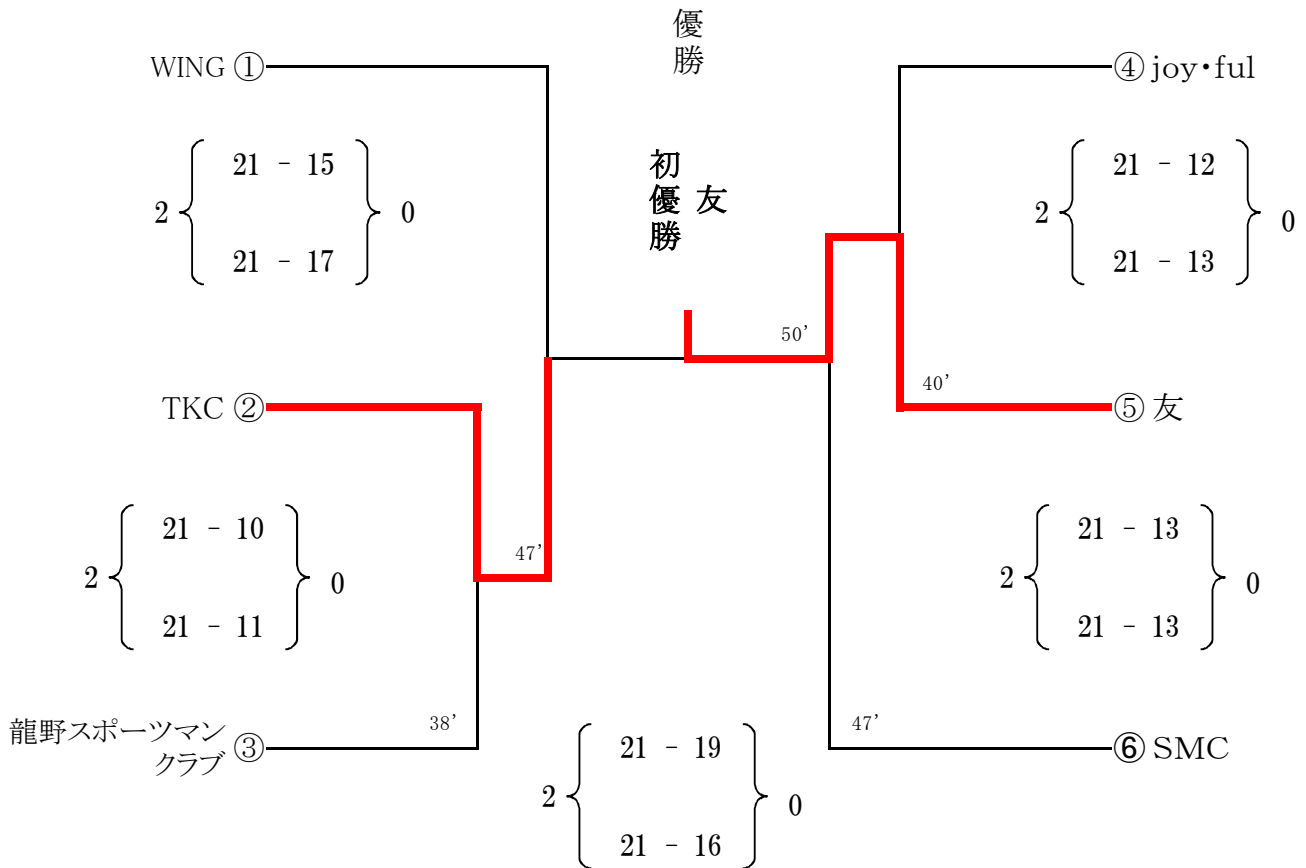 優勝
WING ①
④ joy・ful
2 { 21 - 15 } 0
21 - 17
初優勝
友
2 { 21 - 12 } 0
21 - 13
50’
40’
TKC ②
⑤ 友
2 { 21 - 10 } 0
21 - 11
47’
2 { 21 - 13 } 0
21 - 13
龍野スポーツマン
クラブ ③
38’
47’
⑥ SMC
2 { 21 - 19 } 0
21 - 16